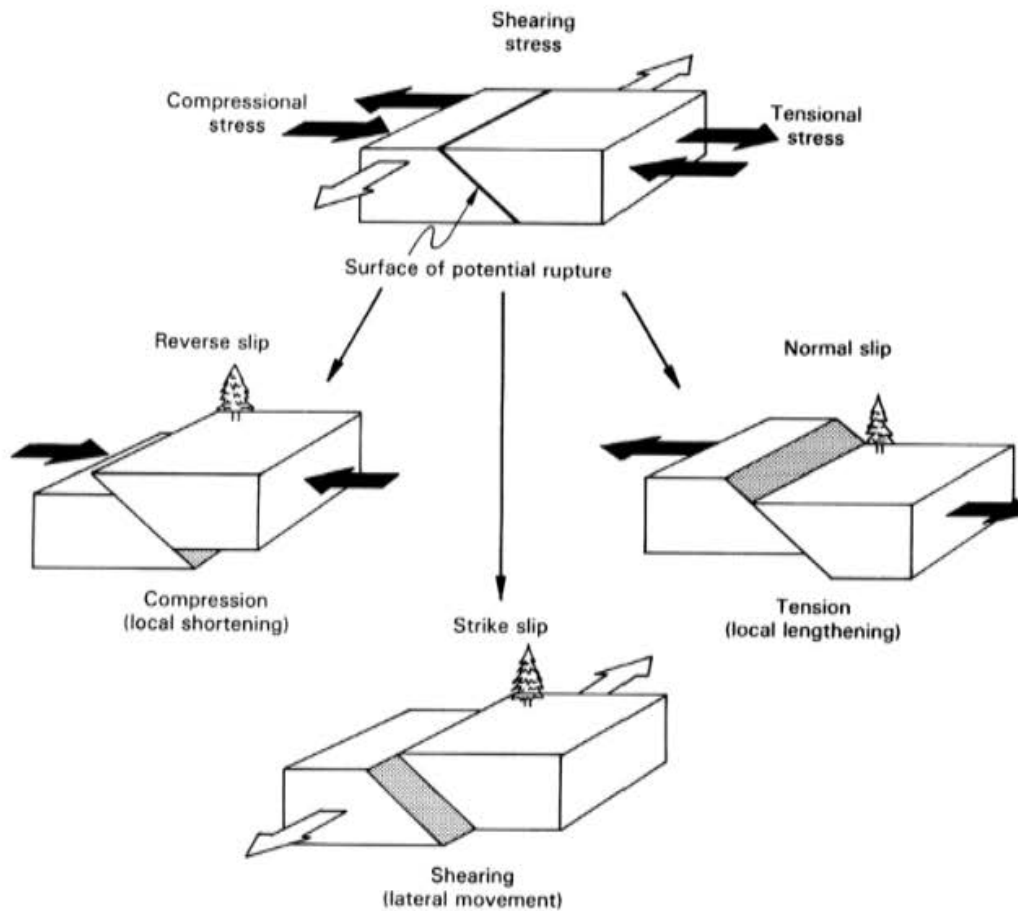 Shearing
stress
Compressional
stress
Tensional
stress
Surface of potential rupture
Reverse slip
Normal slip
Compression
(local shortening)
Strike slip
Tension
(local lengthening)
Shearing
(lateral movement)